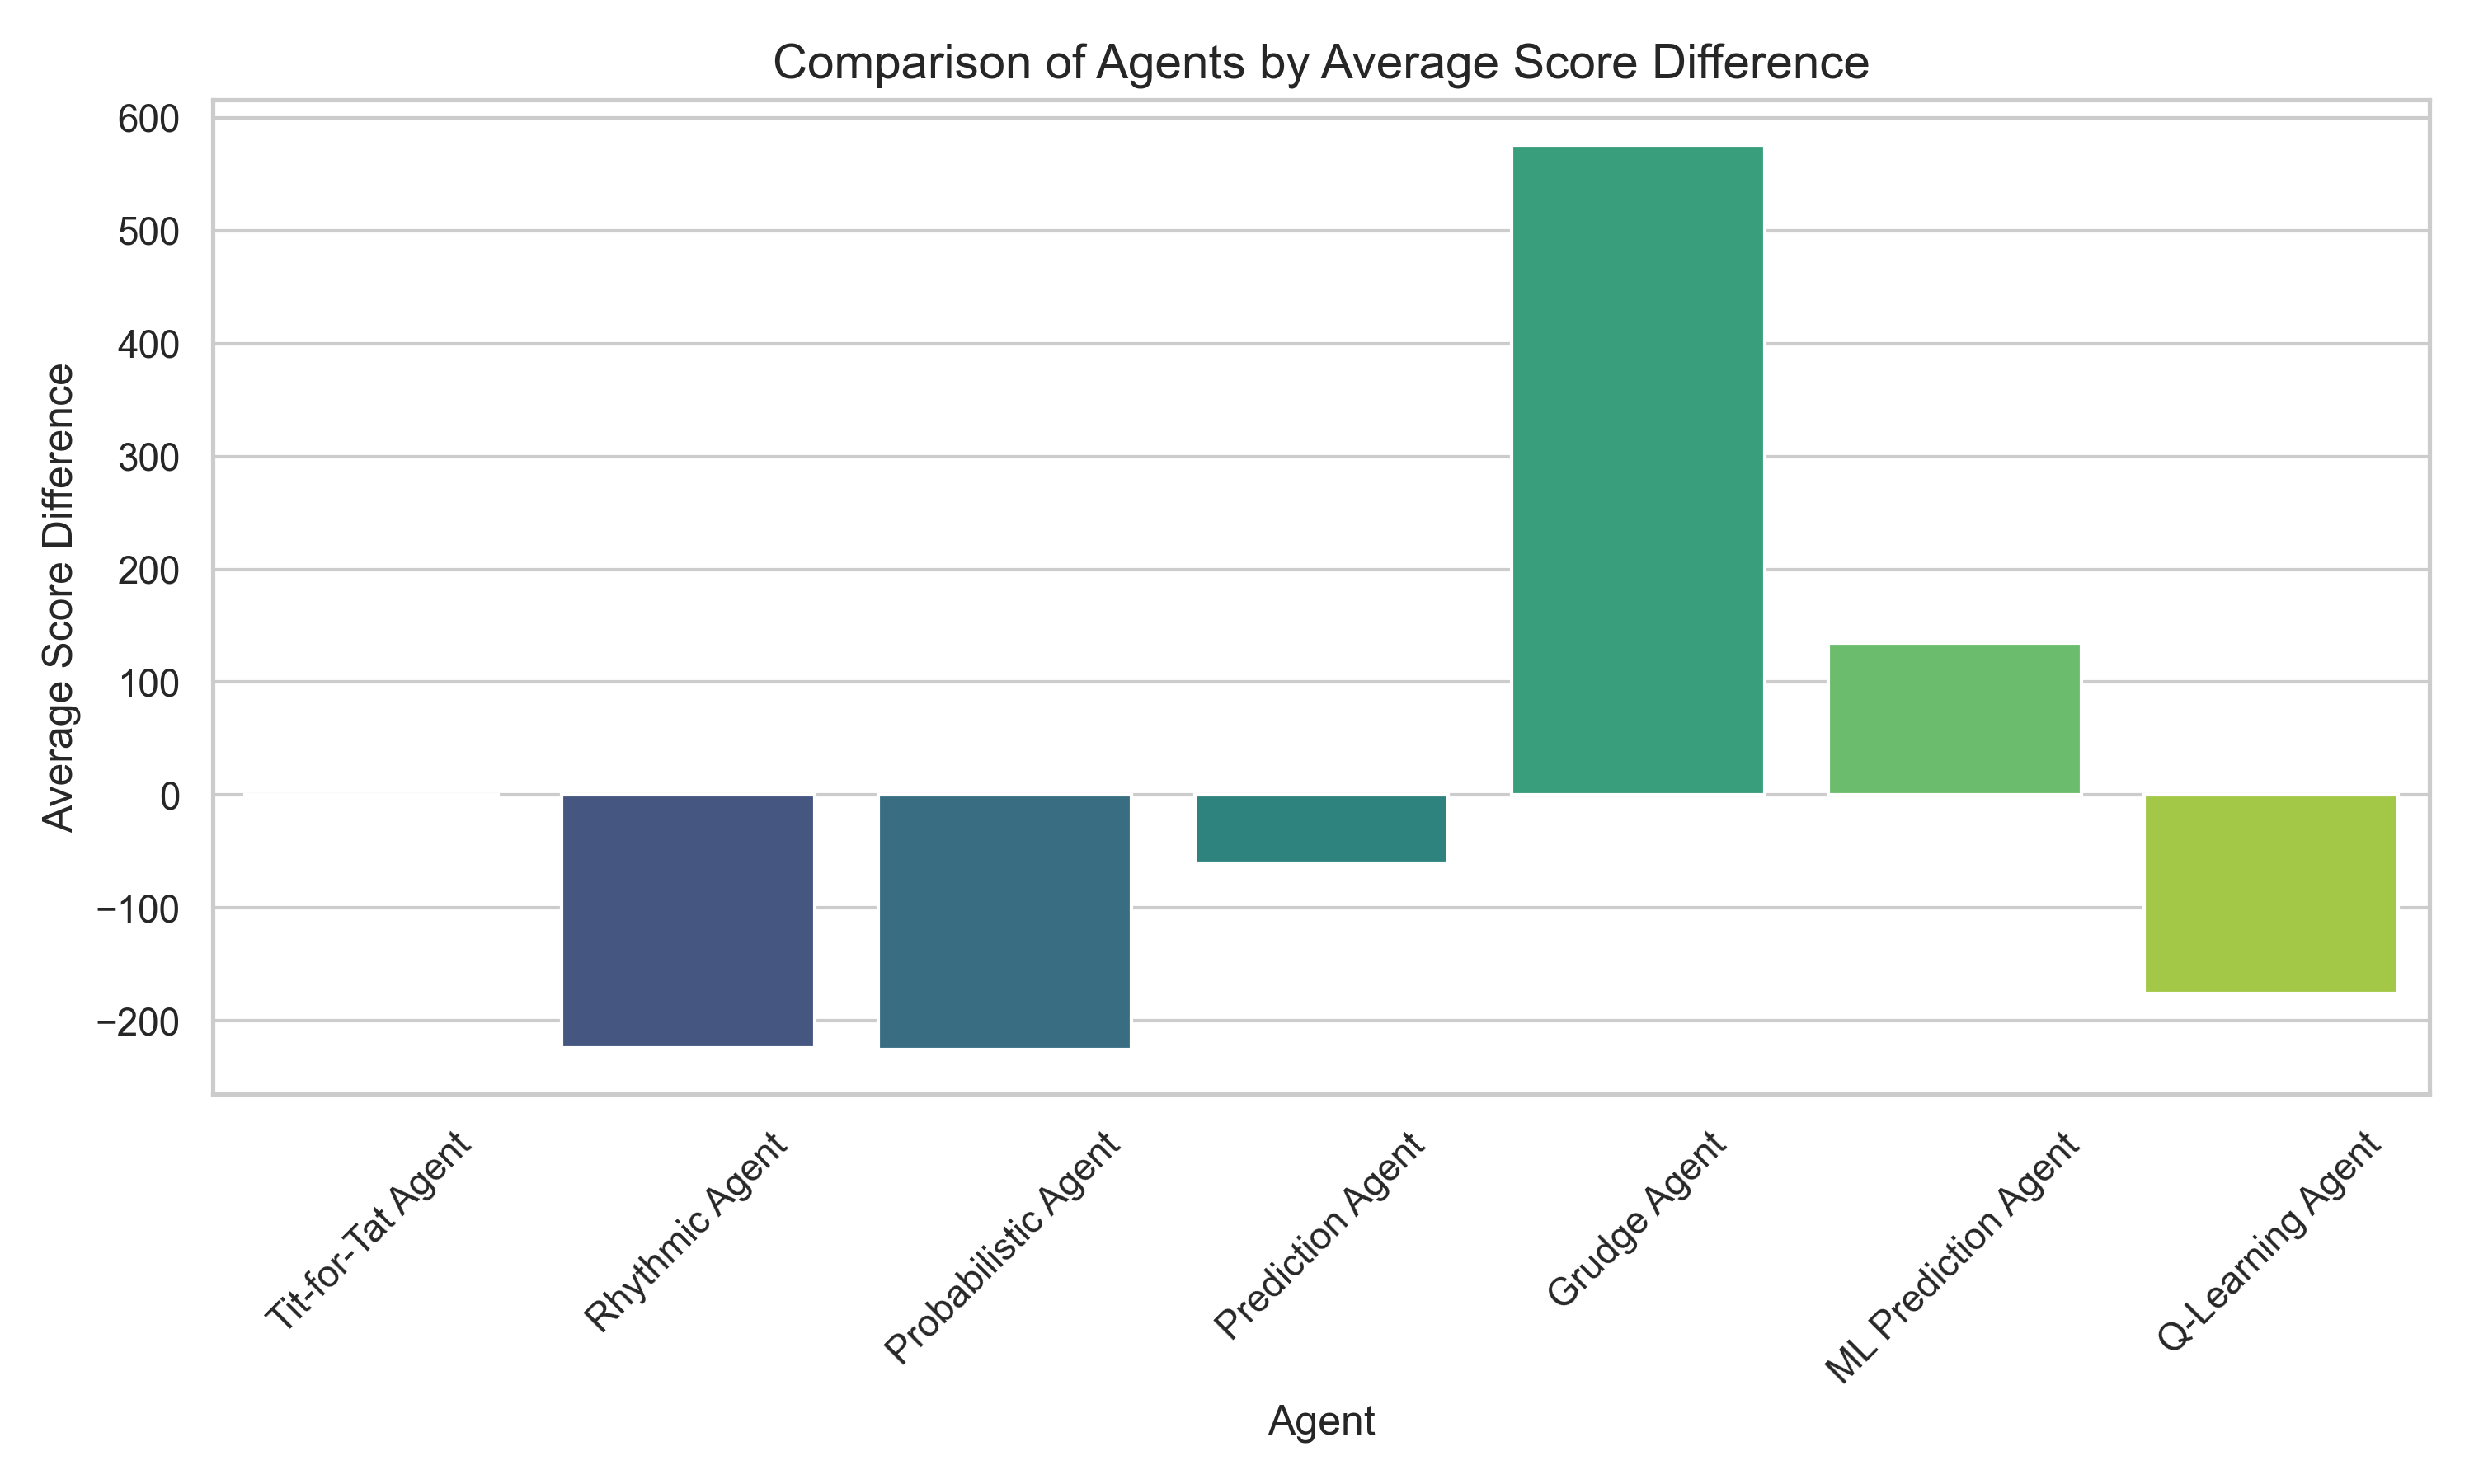 Comparison of Agents by Average Score Difference
Average Score Difference
600
500
400
300
200
100
0
−100
−200
Tit-for-Tat Agent
Rhythmic Agent
Probabilistic Agent
Prediction Agent
Grudge Agent
ML Prediction Agent
Q-Learning Agent
Agent